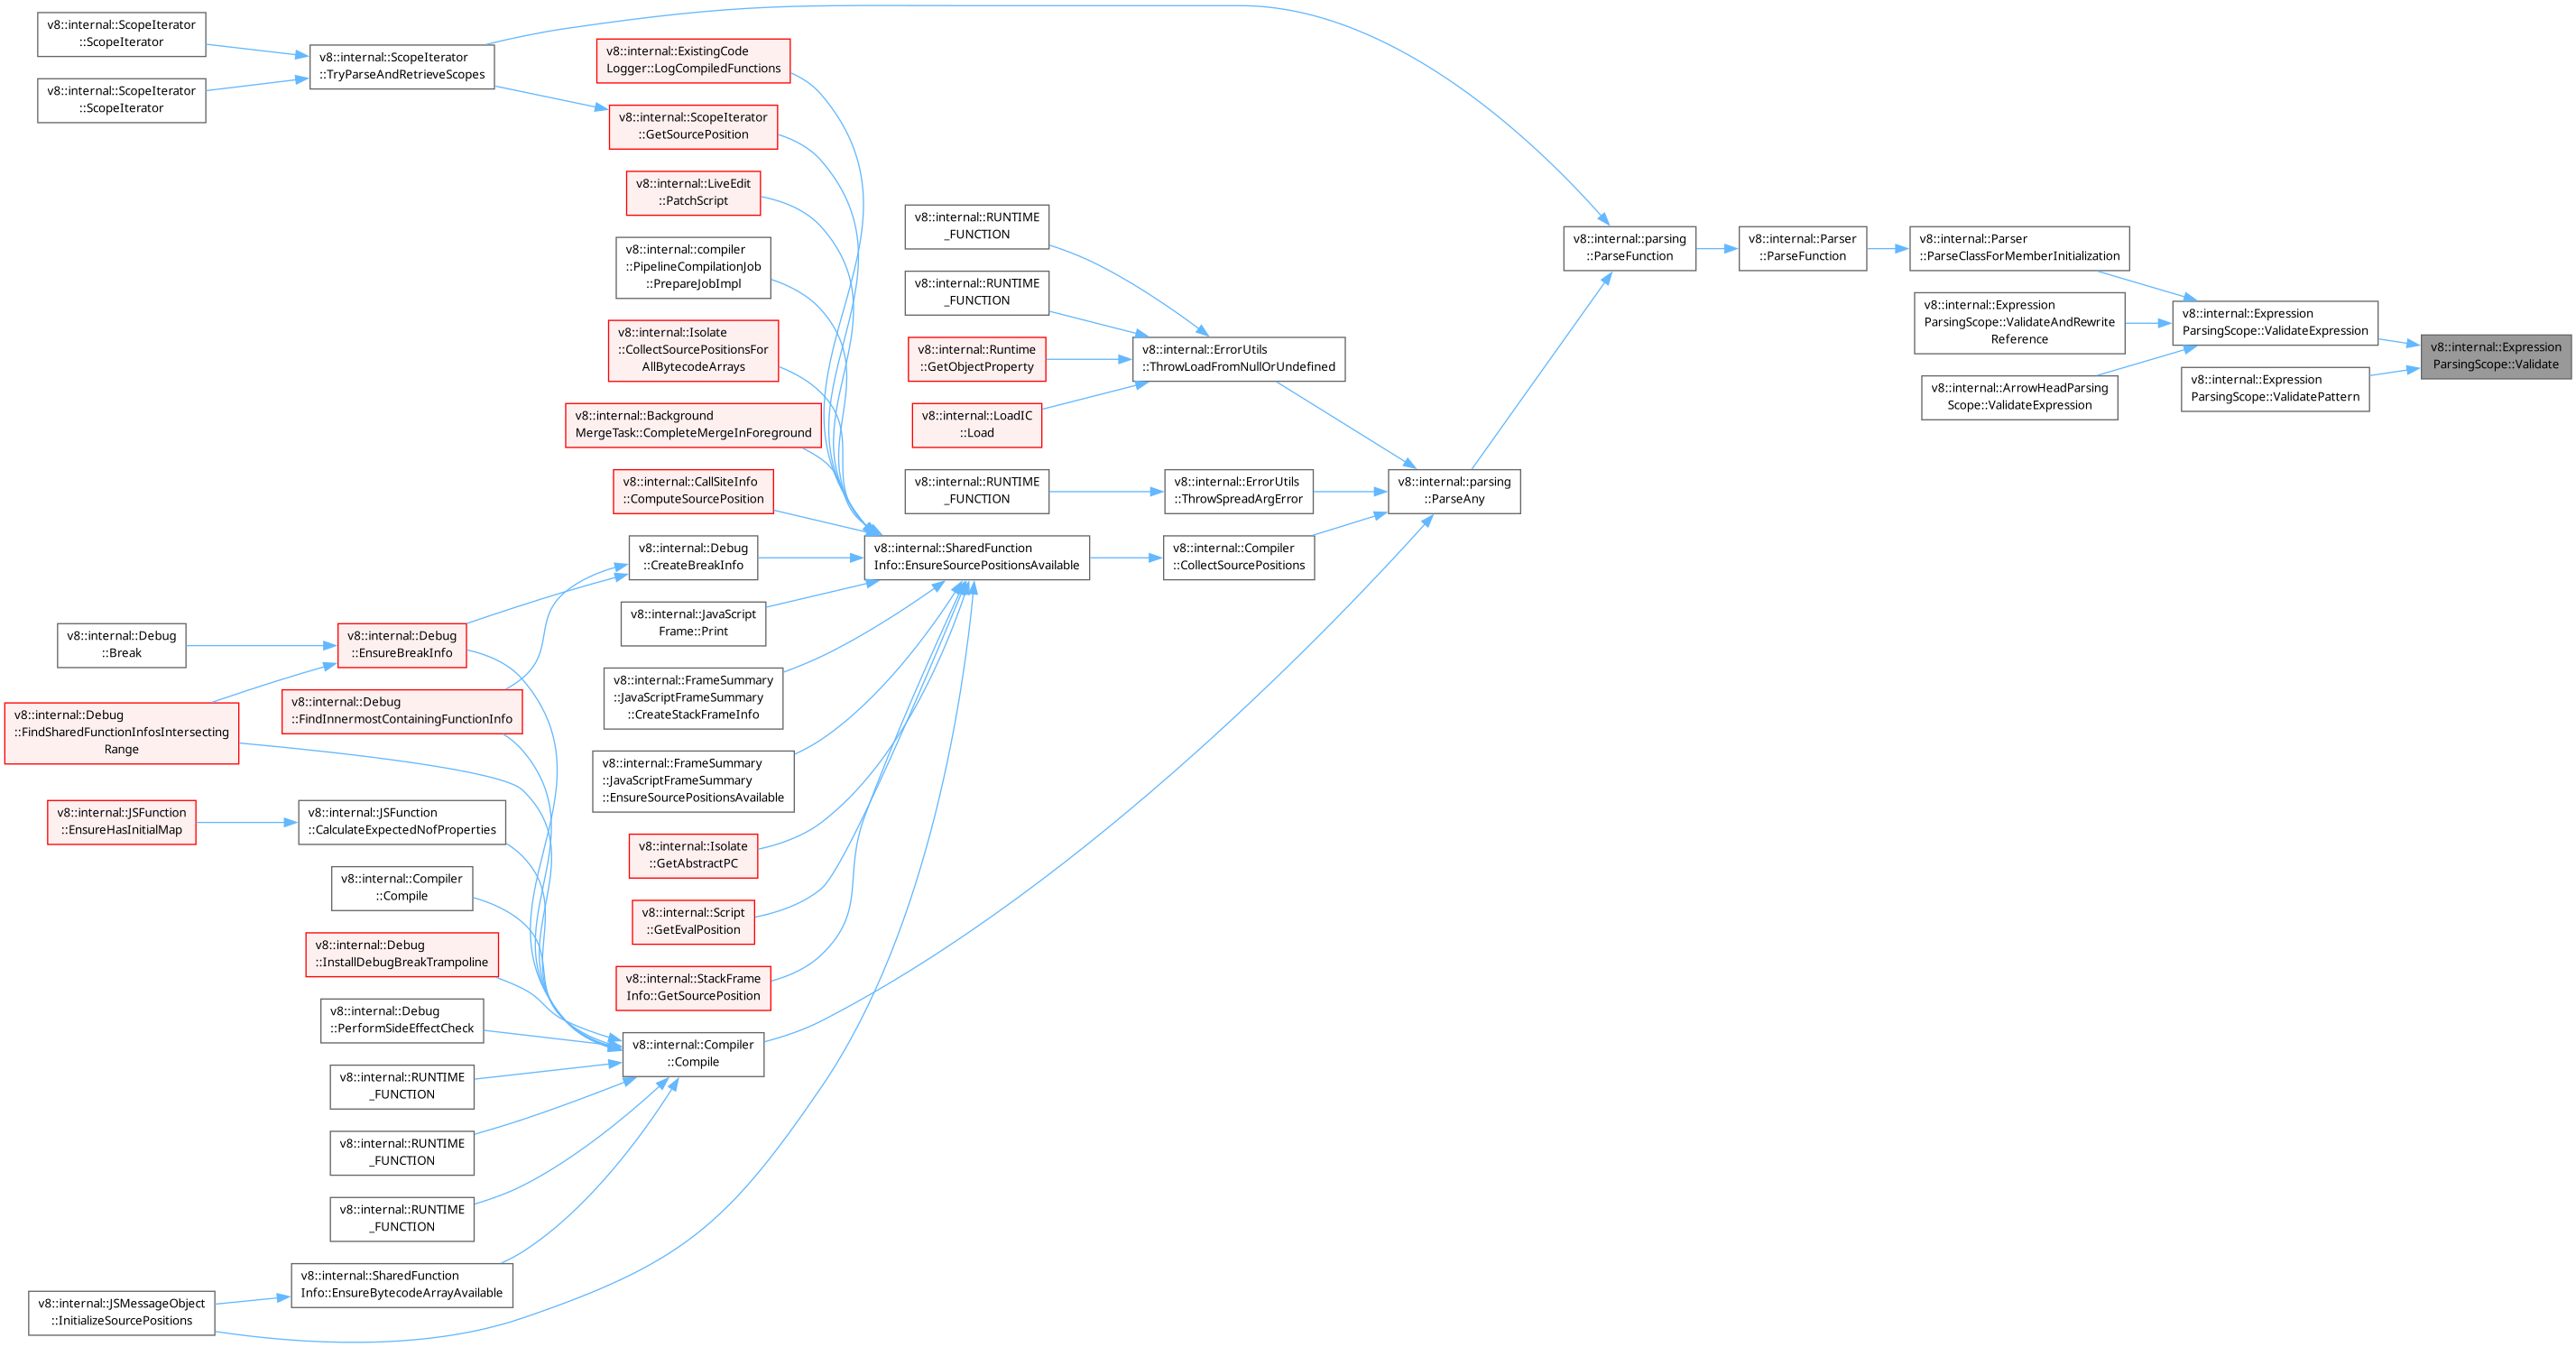 v8::internal::ScopeIterator
::ScopeIterator
v8::internal::ScopeIterator
::ScopeIterator
v8::internal::ScopeIterator
::TryParseAndRetrieveScopes
v8::internal::ExistingCode
Logger::LogCompiledFunctions
v8::internal::ScopeIterator
::GetSourcePosition
v8::internal::LiveEdit
::PatchScript
v8::internal::compiler
::PipelineCompilationJob
::PrepareJobImpl
v8::internal::Isolate
::CollectSourcePositionsFor
AllBytecodeArrays
v8::internal::Background
MergeTask::CompleteMergeInForeground
v8::internal::CallSiteInfo
::ComputeSourcePosition
v8::internal::Debug
::CreateBreakInfo
v8::internal::JavaScript
Frame::Print
v8::internal::FrameSummary
::JavaScriptFrameSummary
::CreateStackFrameInfo
v8::internal::FrameSummary
::JavaScriptFrameSummary
::EnsureSourcePositionsAvailable
v8::internal::Isolate
::GetAbstractPC
v8::internal::Script
::GetEvalPosition
v8::internal::StackFrame
Info::GetSourcePosition
v8::internal::Compiler
::Compile
v8::internal::Debug
::Break
v8::internal::Debug
::EnsureBreakInfo
v8::internal::Debug
::FindInnermostContainingFunctionInfo
v8::internal::Debug
::FindSharedFunctionInfosIntersecting
Range
v8::internal::JSFunction
::EnsureHasInitialMap
v8::internal::JSFunction
::CalculateExpectedNofProperties
v8::internal::Compiler
::Compile
v8::internal::Debug
::InstallDebugBreakTrampoline
v8::internal::Debug
::PerformSideEffectCheck
v8::internal::RUNTIME
_FUNCTION
v8::internal::RUNTIME
_FUNCTION
v8::internal::RUNTIME
_FUNCTION
v8::internal::SharedFunction
Info::EnsureBytecodeArrayAvailable
v8::internal::JSMessageObject
::InitializeSourcePositions
v8::internal::RUNTIME
_FUNCTION
v8::internal::RUNTIME
_FUNCTION
v8::internal::Runtime
::GetObjectProperty
v8::internal::LoadIC
::Load
v8::internal::RUNTIME
_FUNCTION
v8::internal::SharedFunction
Info::EnsureSourcePositionsAvailable
v8::internal::ErrorUtils
::ThrowLoadFromNullOrUndefined
v8::internal::ErrorUtils
::ThrowSpreadArgError
v8::internal::Compiler
::CollectSourcePositions
v8::internal::parsing
::ParseAny
v8::internal::parsing
::ParseFunction
v8::internal::Parser
::ParseFunction
v8::internal::Parser
::ParseClassForMemberInitialization
v8::internal::Expression
ParsingScope::ValidateAndRewrite
Reference
v8::internal::ArrowHeadParsing
Scope::ValidateExpression
v8::internal::Expression
ParsingScope::ValidateExpression
v8::internal::Expression
ParsingScope::ValidatePattern
v8::internal::Expression
ParsingScope::Validate